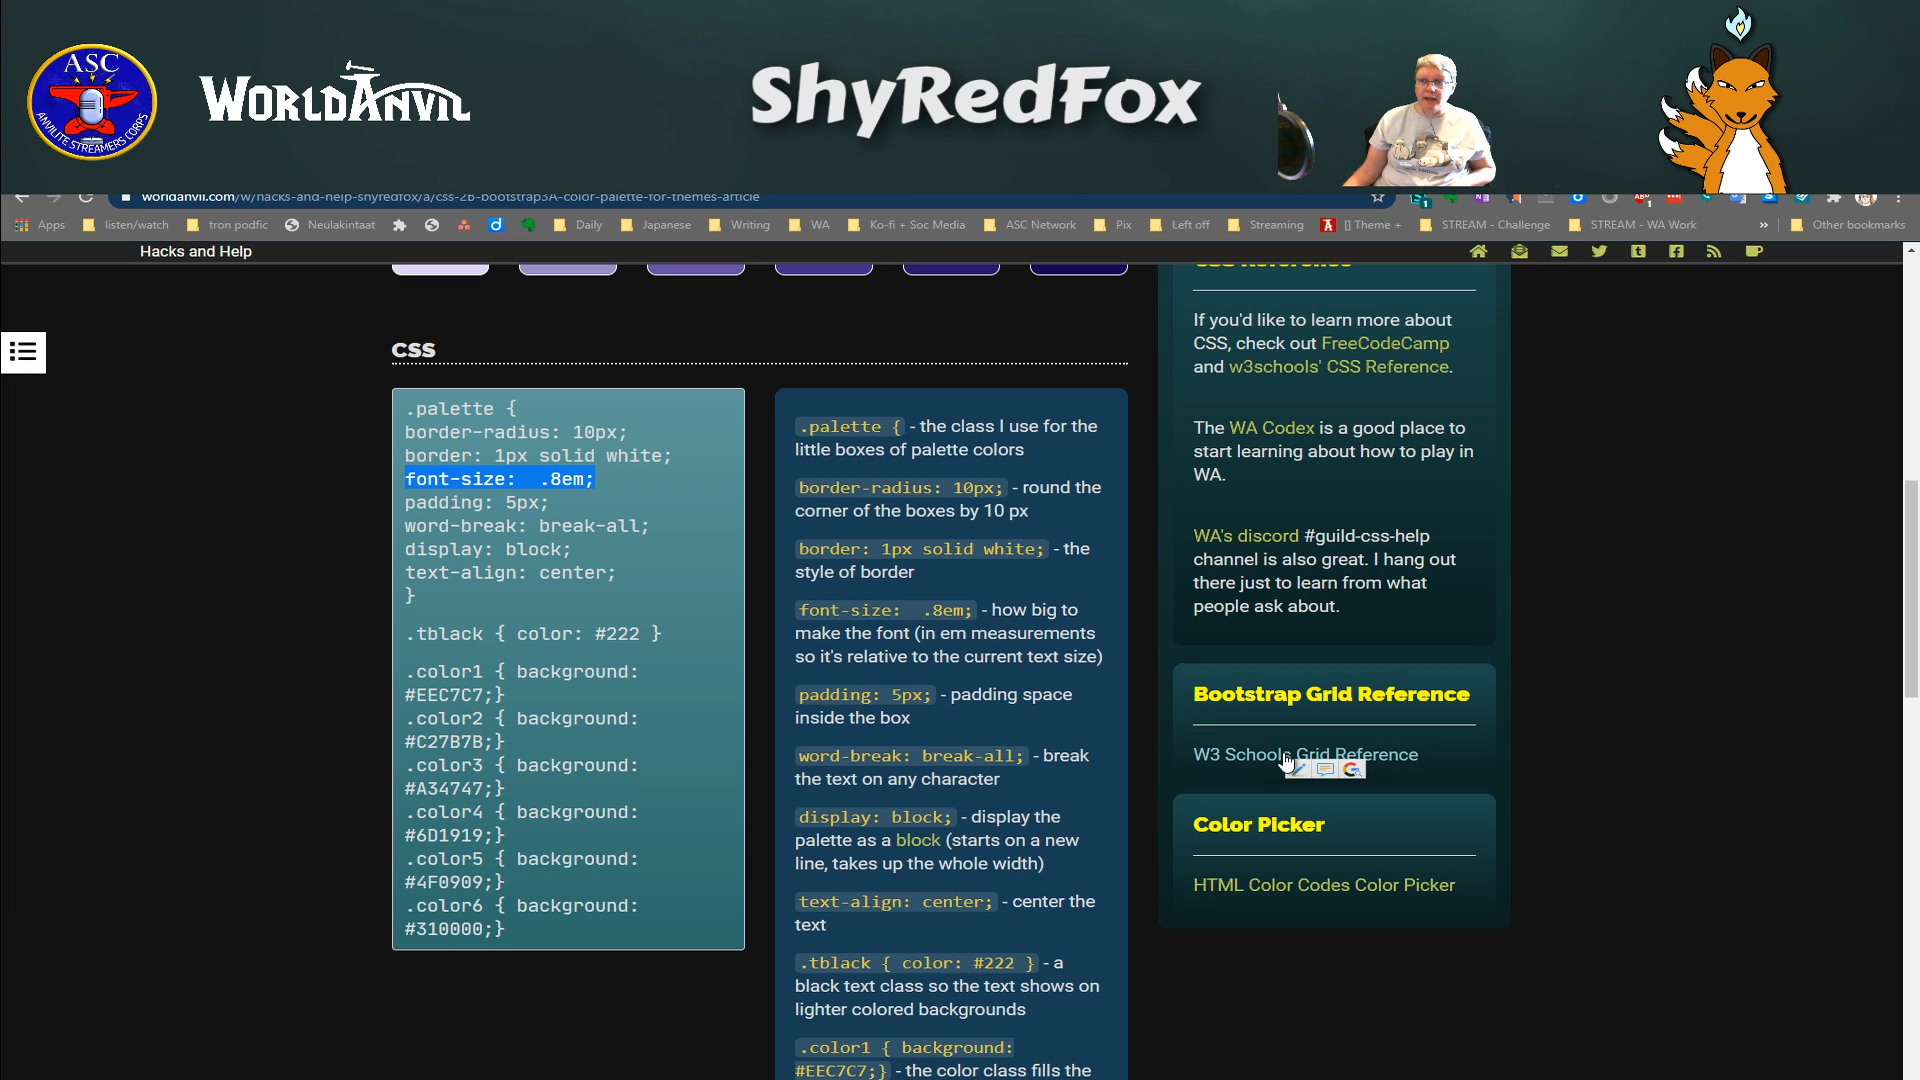 ASC
ANVILITE STREAMERS CORPS
WORLDANVIL
ShyRedFox
worldanvil.com/w/hacks-and-help-shyredfox/a/css-2B-bootstrap3A-color-palette-for-themes-article
Apps
listen/watch
tron podfic
Neulakintaat
Daily
Japanese
Writing
WA
Ko-fi + Soc Media
ASC Network
Pix
Left off
Streaming
[] Theme +
STREAM - Challenge
STREAM - WA Work
»
Other bookmarks
Hacks and Help
CSS Reference
If you'd like to learn more about
CSS, check out FreeCodeCamp
and w3schools' CSS Reference.
The WA Codex is a good place to
start learning about how to play in
WA.
WA's discord #guild-css-help
channel is also great. I hang out
there just to learn from what
people ask about.
Bootstrap Grid Reference
W3 Schools Grid Reference
Color Picker
HTML Color Codes Color Picker
CSS
.palette {
border-radius: 10px;
border: 1px solid white;
font-size:  .8em;
padding: 5px;
word-break: break-all;
display: block;
text-align: center;
}
.tblack { color: #222 }
.color1 { background:
#EEC7C7;}
.color2 { background:
#C27B7B;}
.color3 { background:
#A34747;}
.color4 { background:
#6D1919;}
.color5 { background:
#4F0909;}
.color6 { background:
#310000;}
.palette { - the class I use for the
little boxes of palette colors
border-radius: 10px; - round the
corner of the boxes by 10 px
border: 1px solid white; - the
style of border
font-size:  .8em; - how big to
make the font (in em measurements
so it's relative to the current text size)
padding: 5px; - padding space
inside the box
word-break: break-all; - break
the text on any character
display: block; - display the
palette as a block (starts on a new
line, takes up the whole width)
text-align: center; - center the
text
.tblack { color: #222 } - a
black text class so the text shows on
lighter colored backgrounds
.color1 { background:
#EEC7C7;} - the color class fills the